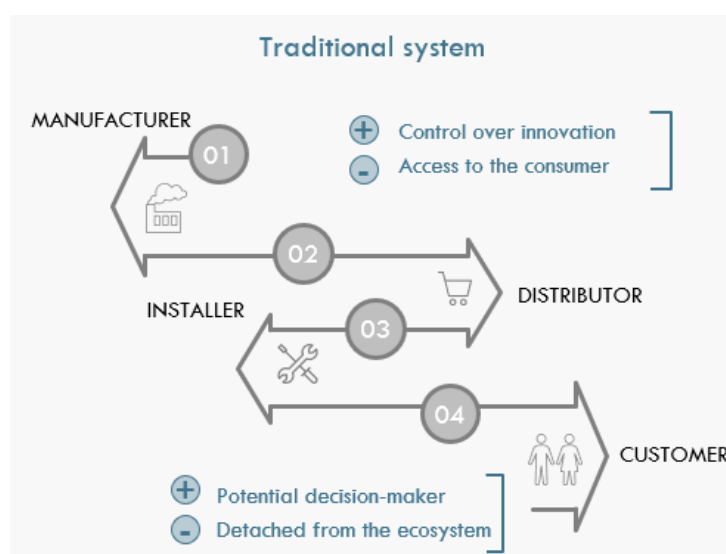 Traditional system
MANUFACTURER
01
+ Control over innovation
- Access to the consumer
02
DISTRIBUTOR
INSTALLER
03
04
CUSTOMER
+ Potential decision-maker
- Detached from the ecosystem